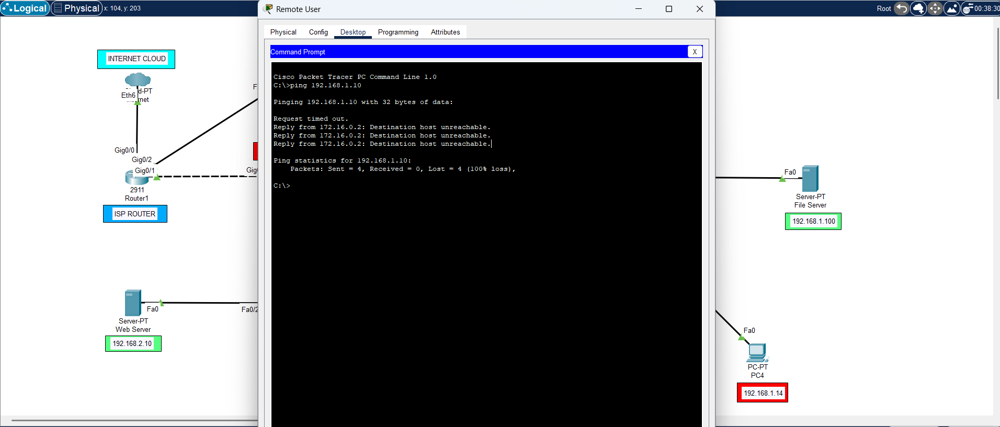 Logical
Physical
x: 104, y: 203
Root
00:38:30
Remote User
Physical
Config
Desktop
Programming
Attributes
Command Prompt
X
Cisco Packet Tracer PC Command Line 1.0
C:\>ping 192.168.1.10
Pinging 192.168.1.10 with 32 bytes of data:
Request timed out.
Reply from 172.16.0.2: Destination host unreachable.
Reply from 172.16.0.2: Destination host unreachable.
Reply from 172.16.0.2: Destination host unreachable.
Ping statistics for 192.168.1.10:
Packets: Sent = 4, Received = 0, Lost = 4 (100% loss),
C:\>
INTERNET CLOUD
d-PT
Eth6
rnet
F
Gig0/0
Gig0/2
Gig0/1
Gig
2911
Router1
ISP ROUTER
Fa0
Fa0/2
Server-PT
Web Server
192.168.2.10
Fa0
Server-PT
File Server
192.168.1.100
Fa0
PC-PT
PC4
192.168.1.14